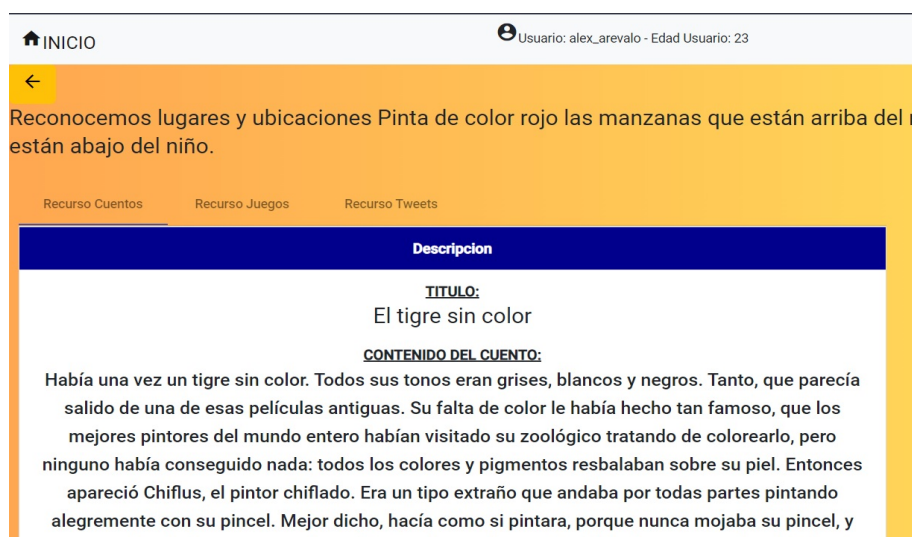 INICIO
Usuario: alex_arevalo - Edad Usuario: 23
Reconocemos lugares y ubicaciones Pinta de color rojo las manzanas que están arriba del
están abajo del niño.
Recurso Cuentos Recurso Juegos Recurso Tweets
Descripcion
TITULO:
El tigre sin color
CONTENIDO DEL CUENTO:
Había una vez un tigre sin color. Todos sus tonos eran grises, blancos y negros. Tanto, que parecía
salido de una de esas películas antiguas. Su falta de color le había hecho tan famoso, que los
mejores pintores del mundo entero habían visitado su zoológico tratando de colorearlo, pero
ninguno había conseguido nada: todos los colores y pigmentos resbalaban sobre su piel. Entonces
apareció Chiflus, el pintor chiflado. Era un tipo extraño que andaba por todas partes pintando
alegremente con su pincel. Mejor dicho, hacía como si pintara, porque nunca mojaba su pincel, y